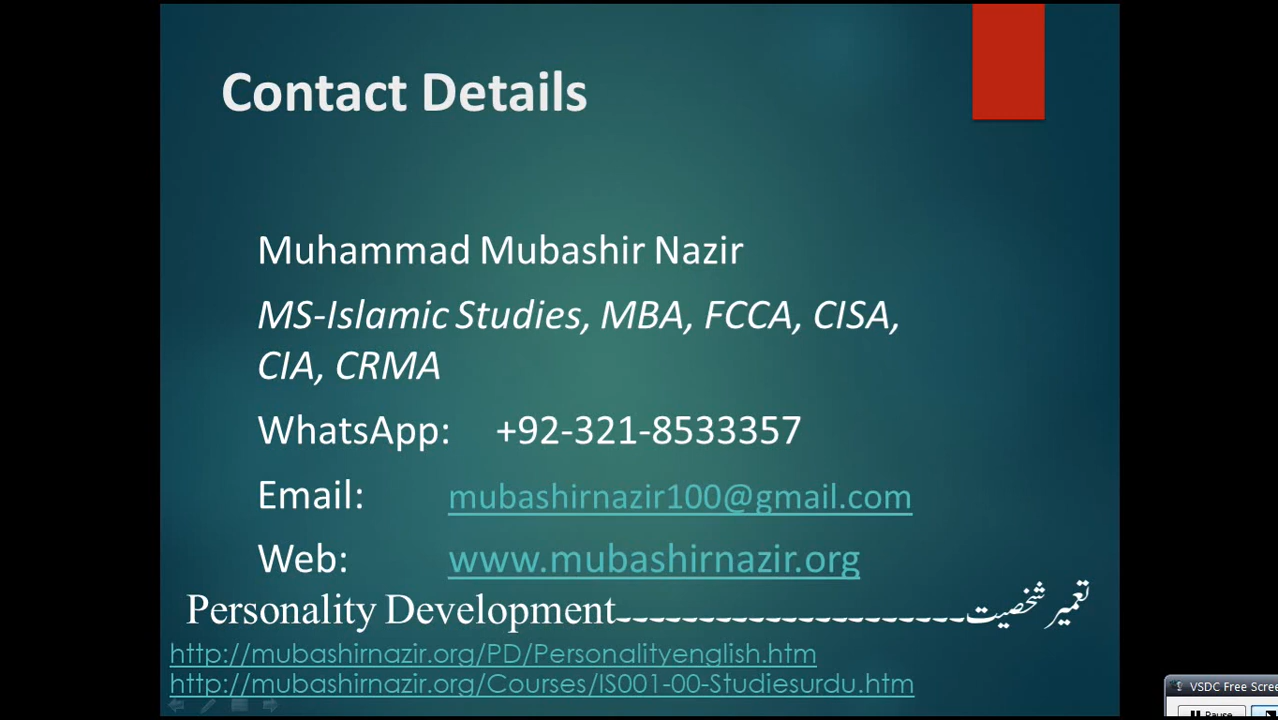 Contact Details
Muhammad Mubashir Nazir
MS-Islamic Studies, MBA, FCCA, CISA,
CIA, CRMA
WhatsApp: +92-321-8533357
Email: mubashirnazir100@gmail.com
Web: www.mubashirnazir.org
Personality Development---------------------تعمیر شخصیت
http://mubashirnazir.org/PD/Personalityenglish.htm
http://mubashirnazir.org/Courses/IS001-00-Studiesurdu.htm
VSDC Free Scree
Pause